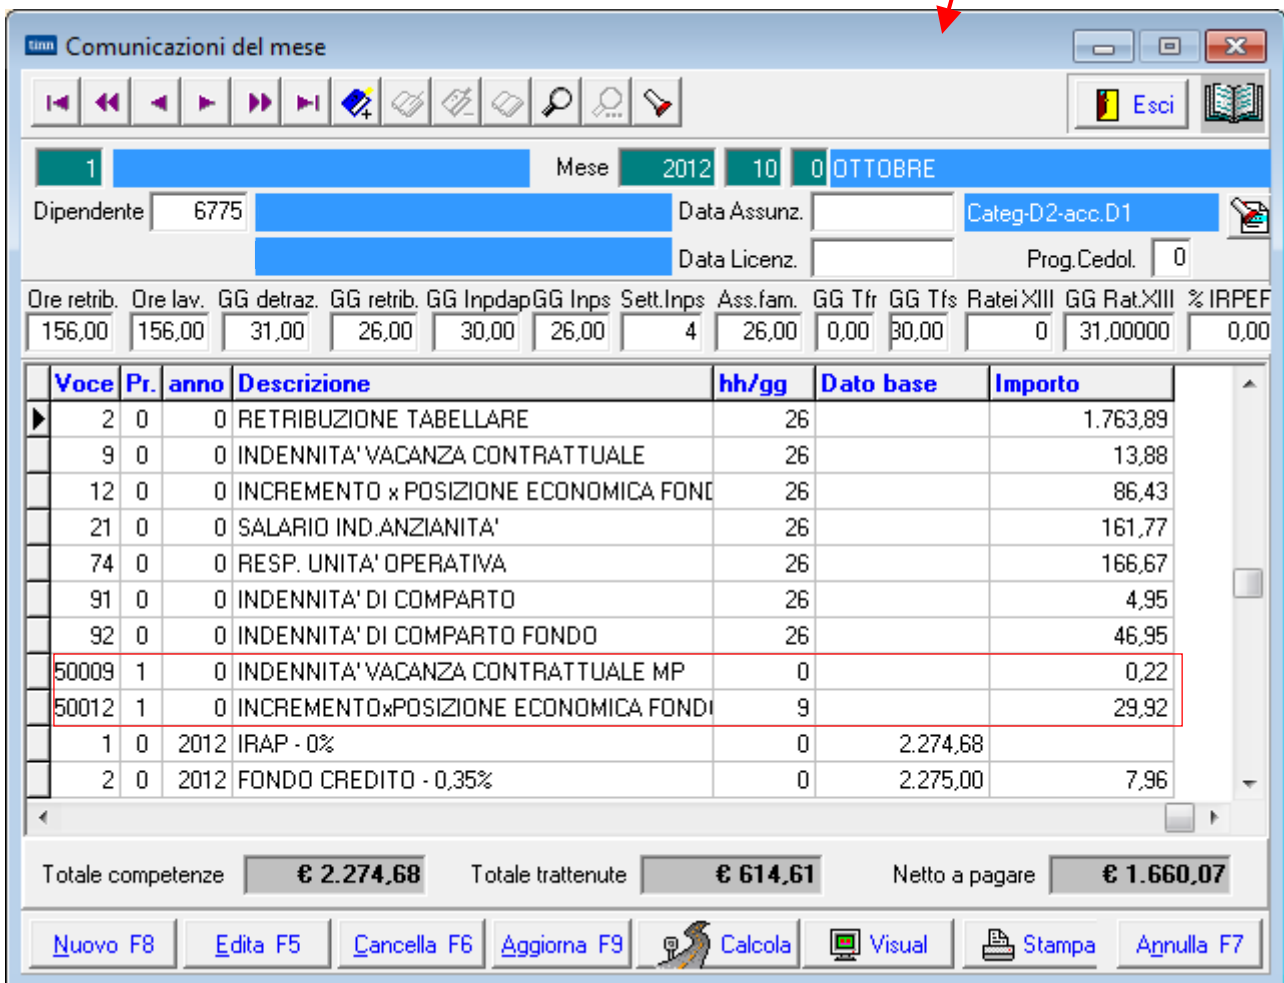 tinn Comunicazioni del mese
Esci
1 Mese 2012 10 0 OTTOBRE
Dipendente 6775 Data Assunz. Categ-D2-acc.D1
Data Licenz. Prog.Cedol. 0
Ore retrib. Ore lav. GG detraz. GG retrib. GG Inpdap GG Inps Sett.Inps Ass.fam. GG Tfr GG Tfs Ratei XIII GG Rat.XIII % IRPEF
156,00 156,00 31,00 26,00 30,00 26,00 4 26,00 0,00 30,00 0 31,00000 0,00
Voce Pr. anno Descrizione hh/gg Dato base Importo
2 0 0 RETRIBUZIONE TABELLARE 26 1.763,89
9 0 0 INDENNITA' VACANZA CONTRATTUALE 26 13,88
12 0 0 INCREMENTO x POSIZIONE ECONOMICA FOND 26 86,43
21 0 0 SALARIO IND.ANZIANITA' 26 161,77
74 0 0 RESP. UNITA' OPERATIVA 26 166,67
91 0 0 INDENNITA' DI COMPARTO 26 4,95
92 0 0 INDENNITA' DI COMPARTO FONDO 26 46,95
50009 1 0 INDENNITA' VACANZA CONTRATTUALE MP 0 0,22
50012 1 0 INCREMENTOxPOSIZIONE ECONOMICA FOND 9 29,92
1 0 2012 IRAP - 0% 0 2.274,68
2 0 2012 FONDO CREDITO - 0,35% 0 2.275,00 7,96
Totale competenze € 2.274,68 Totale trattenute € 614,61 Netto a pagare € 1.660,07
Nuovo F8 Edita F5 Cancella F6 Aggiorna F9 Calcola Visual Stampa Annulla F7